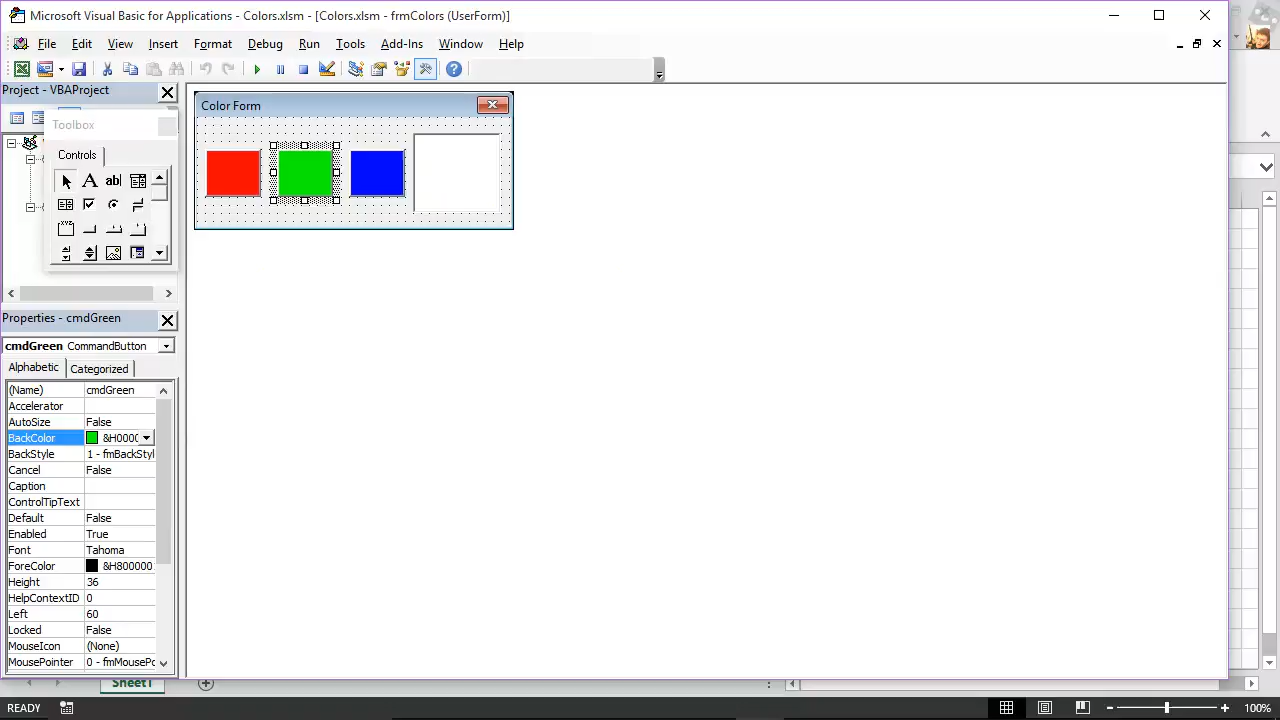 Microsoft Visual Basic for Applications - Colors.xlsm - [Colors.xlsm - frmColors (UserForm)]
File Edit View Insert Format Debug Run Tools Add-Ins Window Help
Project - VBAProject
Toolbox
Controls
A ab|
Color Form
Properties - cmdGreen
cmdGreen CommandButton
Alphabetic Categorized
(Name) cmdGreen
Accelerator
AutoSize False
BackColor &H0000
BackStyle 1 - fmBackStyl
Cancel False
Caption
ControlTipText
Default False
Enabled True
Font Tahoma
ForeColor &H800000
Height 36
HelpContextID 0
Left 60
Locked False
MouseIcon (None)
MousePointer 0 - fmMousePo
Sheet1
READY
100%